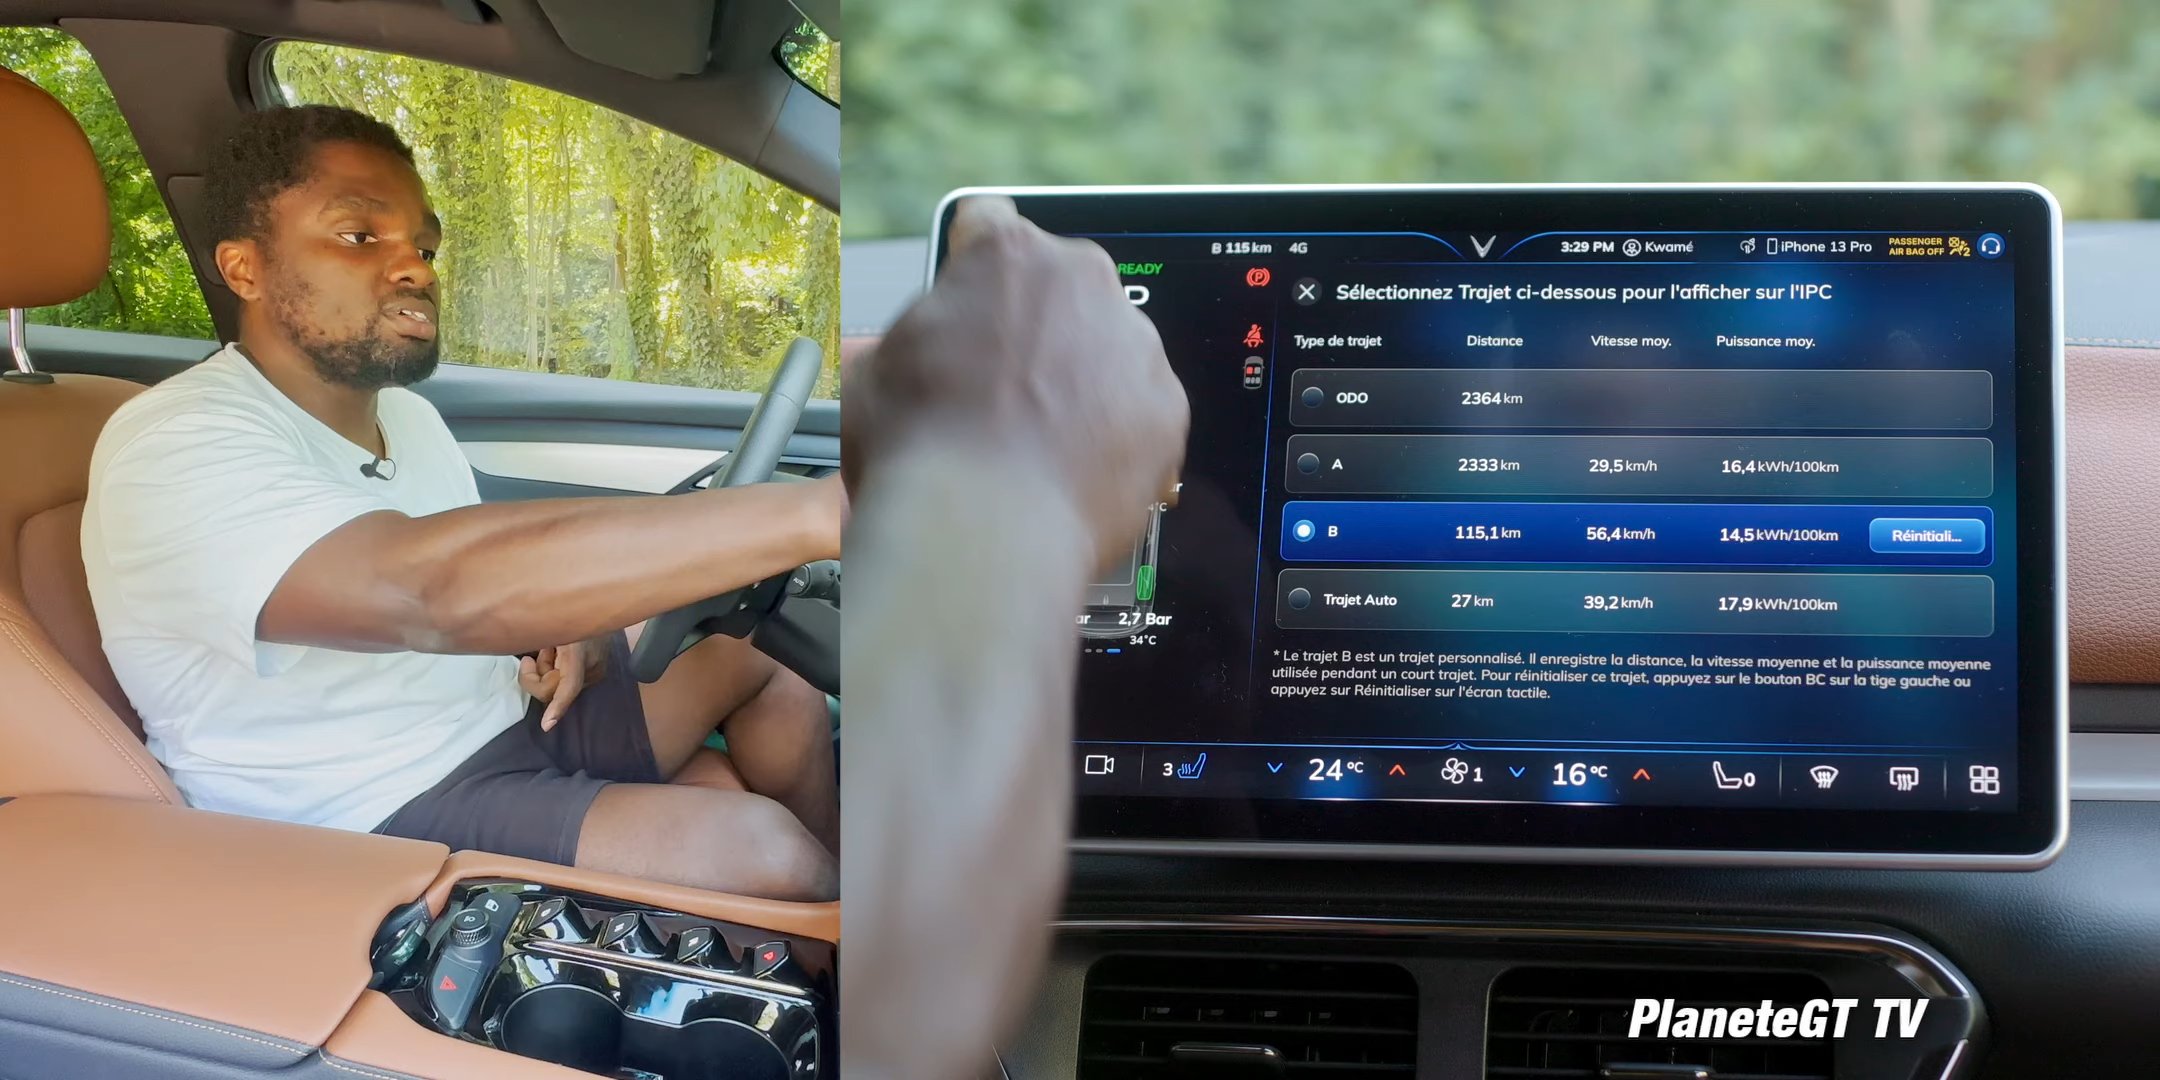 B 115 km 4G
3:29 PM Kwamé
iPhone 13 Pro
PASSENGER
AIR BAG OFF
2
READY
Sélectionnez Trajet ci-dessous pour l'afficher sur l'IPC
Type de trajet Distance Vitesse moy. Puissance moy.
ODO 2364 km
A 2333 km 29,5 km/h 16,4 kWh/100km
B 115,1 km 56,4 km/h 14,5 kWh/100km Réinitiali...
Trajet Auto 27 km 39,2 km/h 17,9 kWh/100km
2,7 Bar
34°C
* Le trajet B est un trajet personnalisé. Il enregistre la distance, la vitesse moyenne et la puissance moyenne
utilisée pendant un court trajet. Pour réinitialiser ce trajet, appuyez sur le bouton BC sur la tige gauche ou
appuyez sur Réinitialiser sur l'écran tactile.
3 24°C 1 16°C 0
PlaneteGT TV